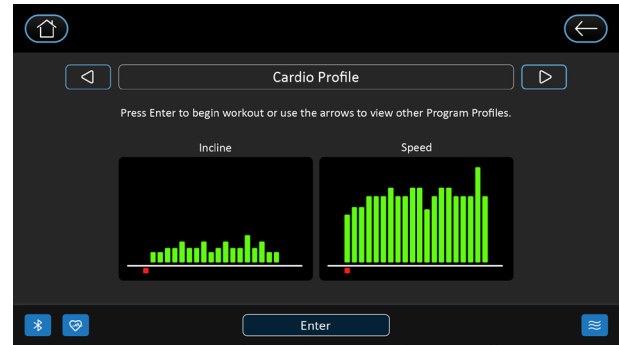 Cardio Profile
Press Enter to begin workout or use the arrows to view other Program Profiles.
Incline
Speed
Enter